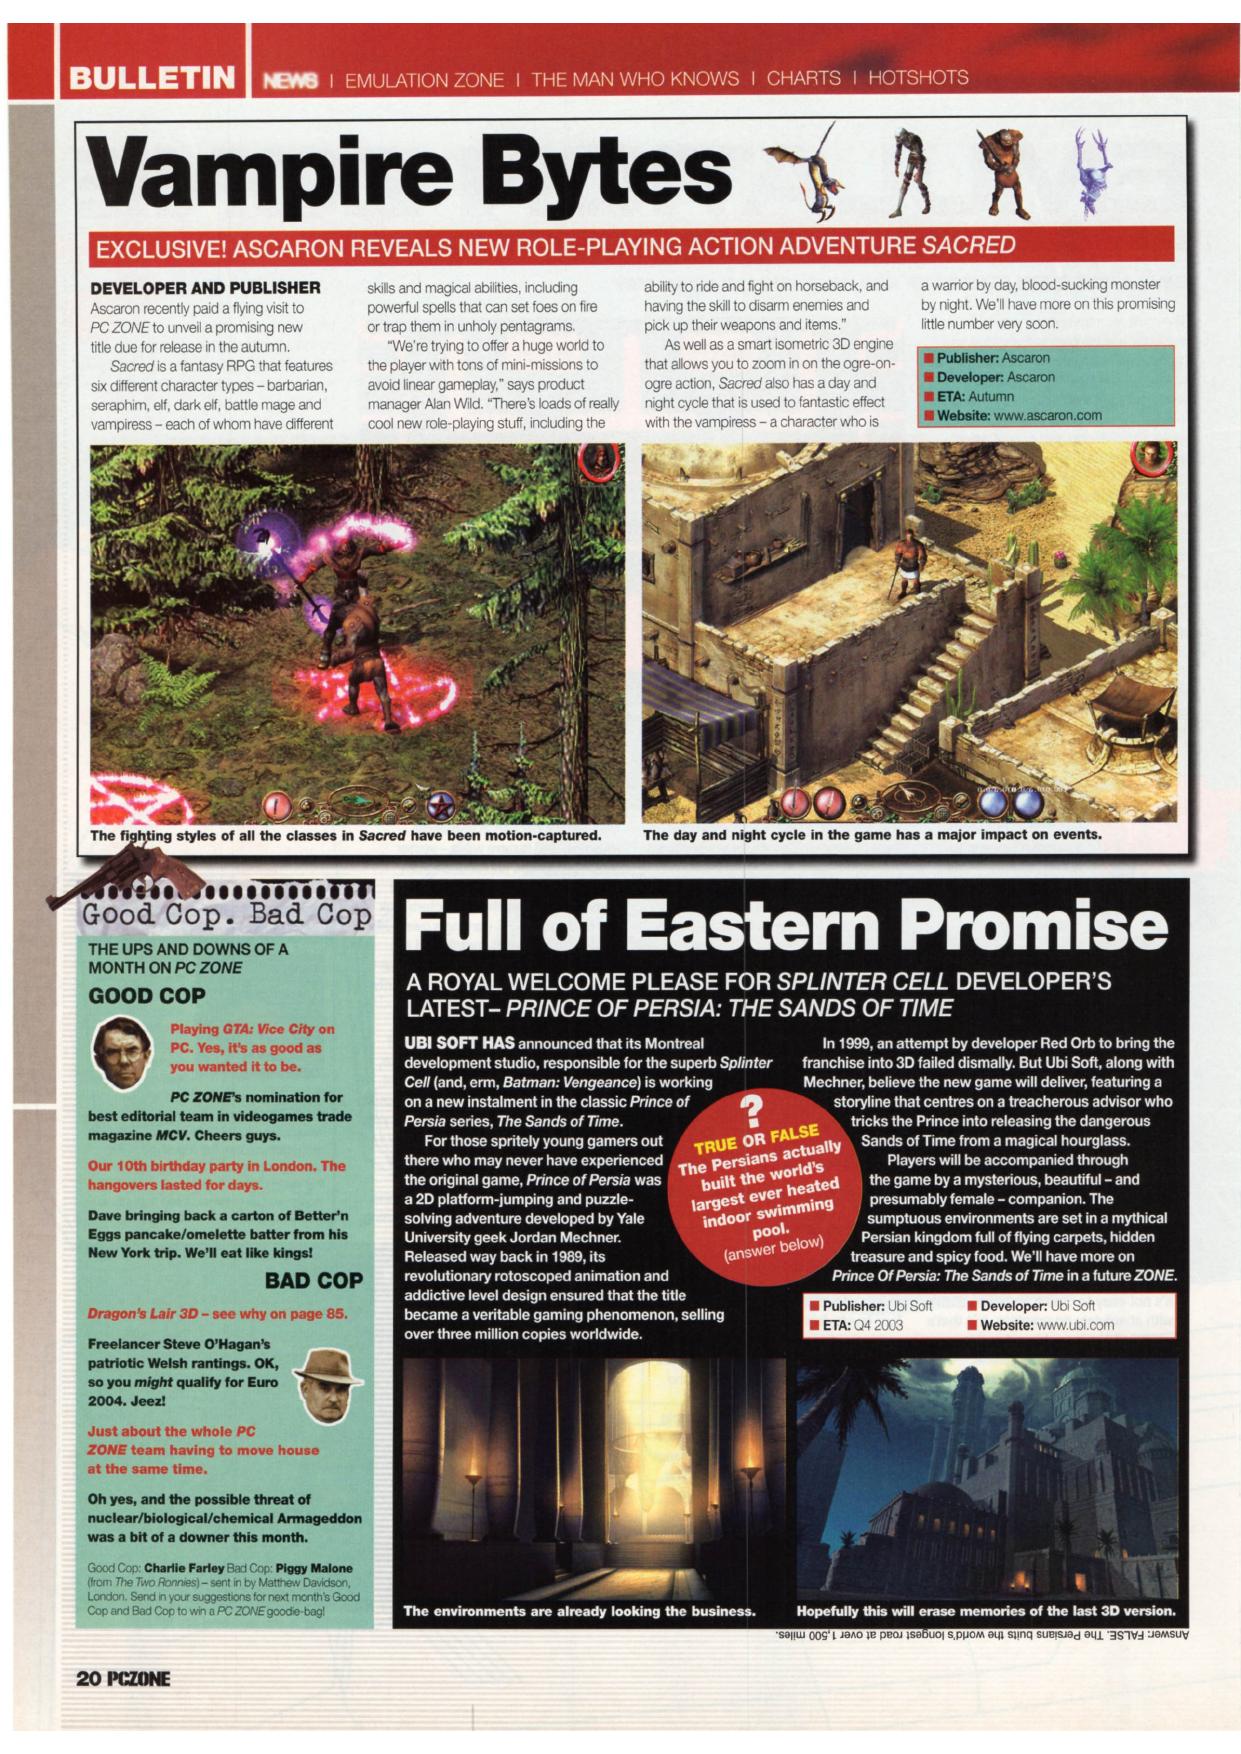 BULLETIN
NEWS | EMULATION ZONE | THE MAN WHO KNOWS | CHARTS | HOTSHOTS
Vampire Bytes
EXCLUSIVE! ASCARON REVEALS NEW ROLE-PLAYING ACTION ADVENTURE SACRED
DEVELOPER AND PUBLISHER
Ascaron recently paid a flying visit to
PC ZONE to unveil a promising new
title due for release in the autumn.
Sacred is a fantasy RPG that features
six different character types – barbarian,
seraphim, elf, dark elf, battle mage and
vampiress – each of whom have different
skills and magical abilities, including
powerful spells that can set foes on fire
or trap them in unholy pentagrams.
"We're trying to offer a huge world to
the player with tons of mini-missions to
avoid linear gameplay," says product
manager Alan Wild. "There's loads of really
cool new role-playing stuff, including the
ability to ride and fight on horseback, and
having the skill to disarm enemies and
pick up their weapons and items."
As well as a smart isometric 3D engine
that allows you to zoom in on the ogre-on-
ogre action, Sacred also has a day and
night cycle that is used to fantastic effect
with the vampiress – a character who is
a warrior by day, blood-sucking monster
by night. We'll have more on this promising
little number very soon.
Publisher: Ascaron
Developer: Ascaron
ETA: Autumn
Website: www.ascaron.com
The fighting styles of all the classes in Sacred have been motion-captured.
The day and night cycle in the game has a major impact on events.
Good Cop. Bad Cop
THE UPS AND DOWNS OF A
MONTH ON PC ZONE
GOOD COP
Playing GTA: Vice City on
PC. Yes, it's as good as
you wanted it to be.
PC ZONE's nomination for
best editorial team in videogames trade
magazine MCV. Cheers guys.
Our 10th birthday party in London. The
hangovers lasted for days.
Dave bringing back a carton of Better'n
Eggs pancake/omelette batter from his
New York trip. We'll eat like kings!
BAD COP
Dragon's Lair 3D – see why on page 85.
Freelancer Steve O'Hagan's
patriotic Welsh rantings. OK,
so you might qualify for Euro
2004. Jeez!
Just about the whole PC
ZONE team having to move house
at the same time.
Oh yes, and the possible threat of
nuclear/biological/chemical Armageddon
was a bit of a downer this month.
Good Cop: Charlie Farley Bad Cop: Piggy Malone
(from The Two Ronnies) – sent in by Matthew Davidson,
London. Send in your suggestions for next month's Good
Cop and Bad Cop to win a PC ZONE goodie-bag!
Full of Eastern Promise
A ROYAL WELCOME PLEASE FOR SPLINTER CELL DEVELOPER'S
LATEST– PRINCE OF PERSIA: THE SANDS OF TIME
UBI SOFT HAS announced that its Montreal
development studio, responsible for the superb Splinter
Cell (and, erm, Batman: Vengeance) is working
on a new instalment in the classic Prince of
Persia series, The Sands of Time.
For those spritely young gamers out
there who may never have experienced
the original game, Prince of Persia was
a 2D platform-jumping and puzzle-
solving adventure developed by Yale
University geek Jordan Mechner.
Released way back in 1989, its
revolutionary rotoscoped animation and
addictive level design ensured that the title
became a veritable gaming phenomenon, selling
over three million copies worldwide.
?
TRUE OR FALSE
The Persians actually
built the world's
largest ever heated
indoor swimming
pool.
(answer below)
In 1999, an attempt by developer Red Orb to bring the
franchise into 3D failed dismally. But Ubi Soft, along with
Mechner, believe the new game will deliver, featuring a
storyline that centres on a treacherous advisor who
tricks the Prince into releasing the dangerous
Sands of Time from a magical hourglass.
Players will be accompanied through
the game by a mysterious, beautiful – and
presumably female – companion. The
sumptuous environments are set in a mythical
Persian kingdom full of flying carpets, hidden
treasure and spicy food. We'll have more on
Prince Of Persia: The Sands of Time in a future ZONE.
Publisher: Ubi Soft
Developer: Ubi Soft
ETA: Q4 2003
Website: www.ubi.com
The environments are already looking the business.
Hopefully this will erase memories of the last 3D version.
Answer: FALSE. The Persians built the world's longest road at over 1,500 miles.
20 PCZONE